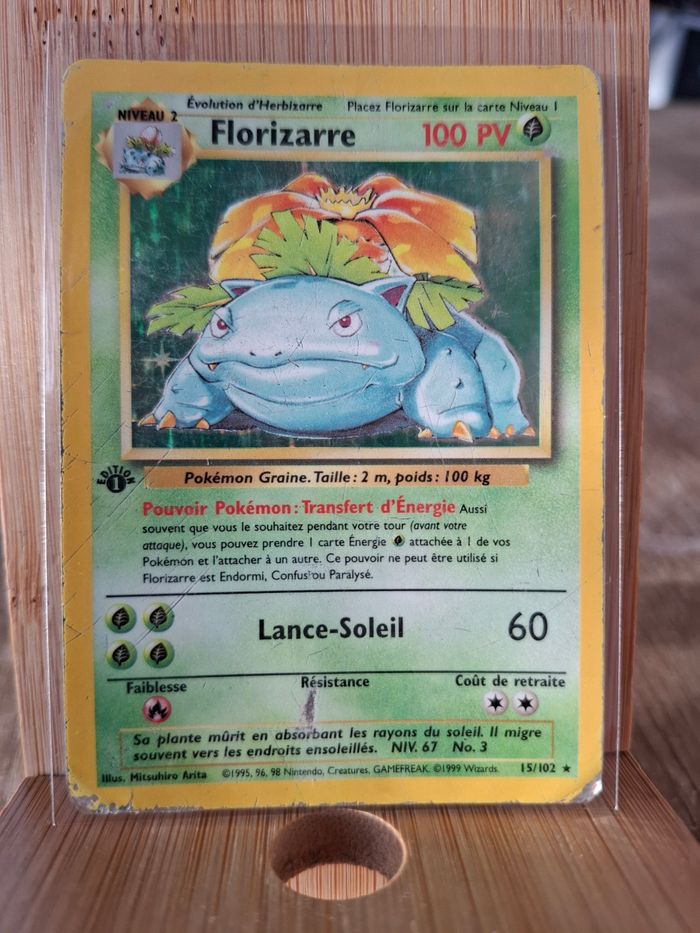 Évolution d'Herbizarre Placez Florizarre sur la carte Niveau 1
NIVEAU 2
Florizarre 100 PV
EDITION 1
Pokémon Graine. Taille : 2 m, poids : 100 kg
Pouvoir Pokémon : Transfert d'Énergie Aussi
souvent que vous le souhaitez pendant votre tour (avant votre
attaque), vous pouvez prendre 1 carte Énergie attachée à 1 de vos
Pokémon et l'attacher à un autre. Ce pouvoir ne peut être utilisé si
Florizarre est Endormi, Confus ou Paralysé.
Lance-Soleil 60
Faiblesse Résistance Coût de retraite
Sa plante mûrit en absorbant les rayons du soleil. Il migre
souvent vers les endroits ensoleillés. NIV. 67 No. 3
Illus. Mitsuhiro Arita ©1995, 96, 98 Nintendo, Creatures, GAMEFREAK. ©1999 Wizards. 15/102 ★